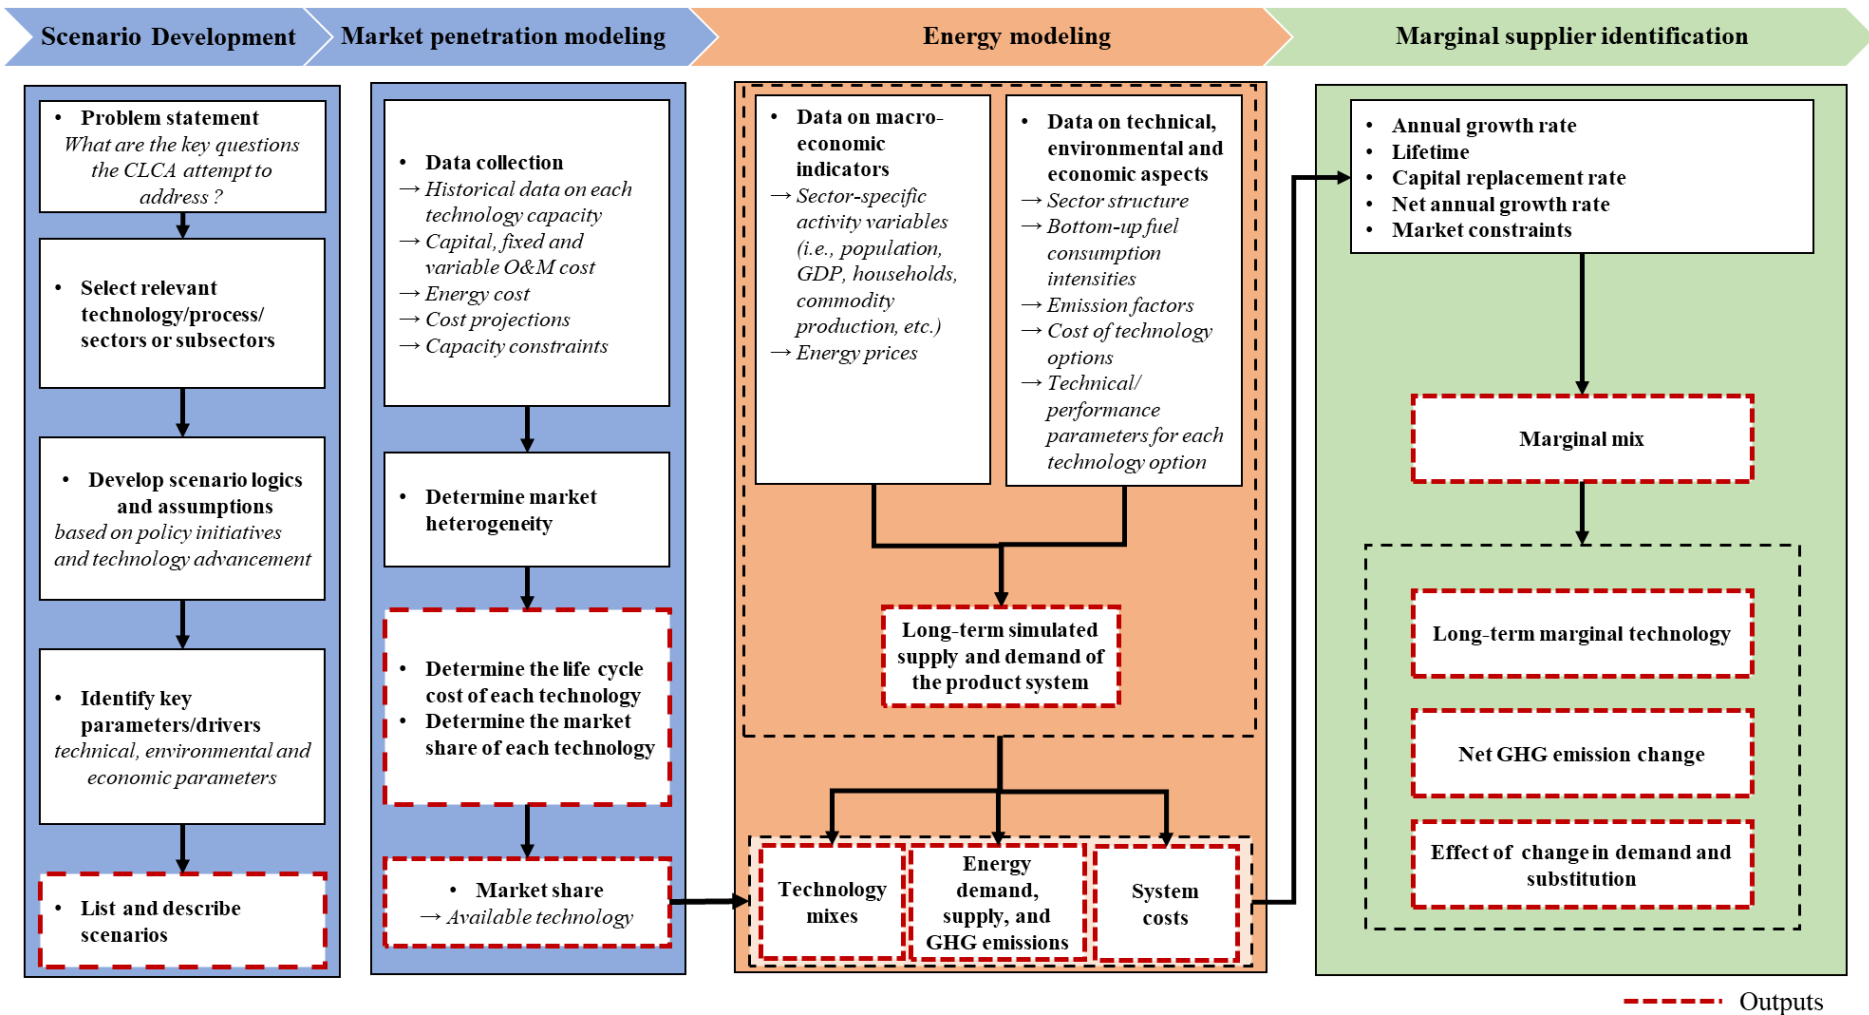 Scenario Development
Market penetration modeling
Energy modeling
Marginal supplier identification
• Problem statement
What are the key questions
the CLCA attempt to
address ?
• Select relevant
technology/process/
sectors or subsectors
• Develop scenario logics
and assumptions
based on policy initiatives
and technology advancement
• Identify key
parameters/drivers
technical, environmental and
economic parameters
• List and describe
scenarios
• Data collection
→ Historical data on each
technology capacity
→ Capital, fixed and
variable O&M cost
→ Energy cost
→ Cost projections
→ Capacity constraints
• Determine market
heterogeneity
• Determine the life cycle
cost of each technology
• Determine the market
share of each technology
• Market share
→ Available technology
• Data on macro-
economic
indicators
→ Sector-specific
activity variables
(i.e., population,
GDP, households,
commodity
production, etc.)
→ Energy prices
• Data on technical,
environmental and
economic aspects
→ Sector structure
→ Bottom-up fuel
consumption
intensities
→ Emission factors
→ Cost of technology
options
→ Technical/
performance
parameters for each
technology option
Long-term simulated
supply and demand of
the product system
Technology
mixes
Energy
demand,
supply, and
GHG emissions
System
costs
• Annual growth rate
• Lifetime
• Capital replacement rate
• Net annual growth rate
• Market constraints
Marginal mix
Long-term marginal technology
Net GHG emission change
Effect of change in demand and
substitution
Outputs